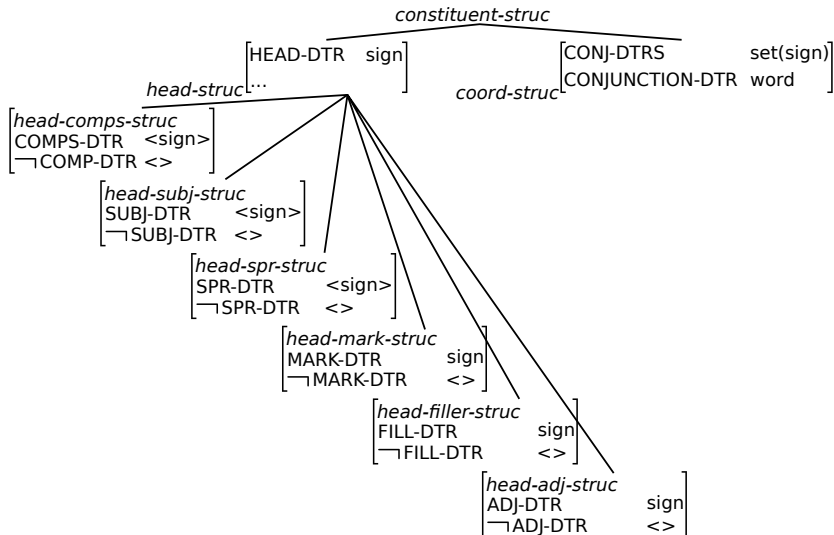 constituent-struc
HEAD-DTR sign
...
head-struc
CONJ-DTRS set(sign)
CONJUNCTION-DTR word
coord-struc
head-comps-struc
COMPS-DTR <sign>
¬COMP-DTR <>
head-subj-struc
SUBJ-DTR <sign>
¬SUBJ-DTR <>
head-spr-struc
SPR-DTR <sign>
¬SPR-DTR <>
head-mark-struc
MARK-DTR sign
¬MARK-DTR <>
head-filler-struc
FILL-DTR sign
¬FILL-DTR <>
head-adj-struc
ADJ-DTR sign
¬ADJ-DTR <>